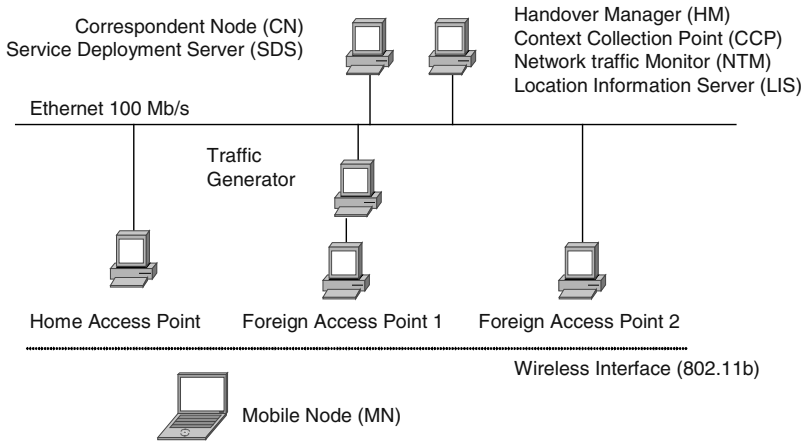 Correspondent Node (CN)
Service Deployment Server (SDS)
Handover Manager (HM)
Context Collection Point (CCP)
Network traffic Monitor (NTM)
Location Information Server (LIS)
Ethernet 100 Mb/s
Traffic
Generator
Home Access Point
Foreign Access Point 1
Foreign Access Point 2
Wireless Interface (802.11b)
Mobile Node (MN)